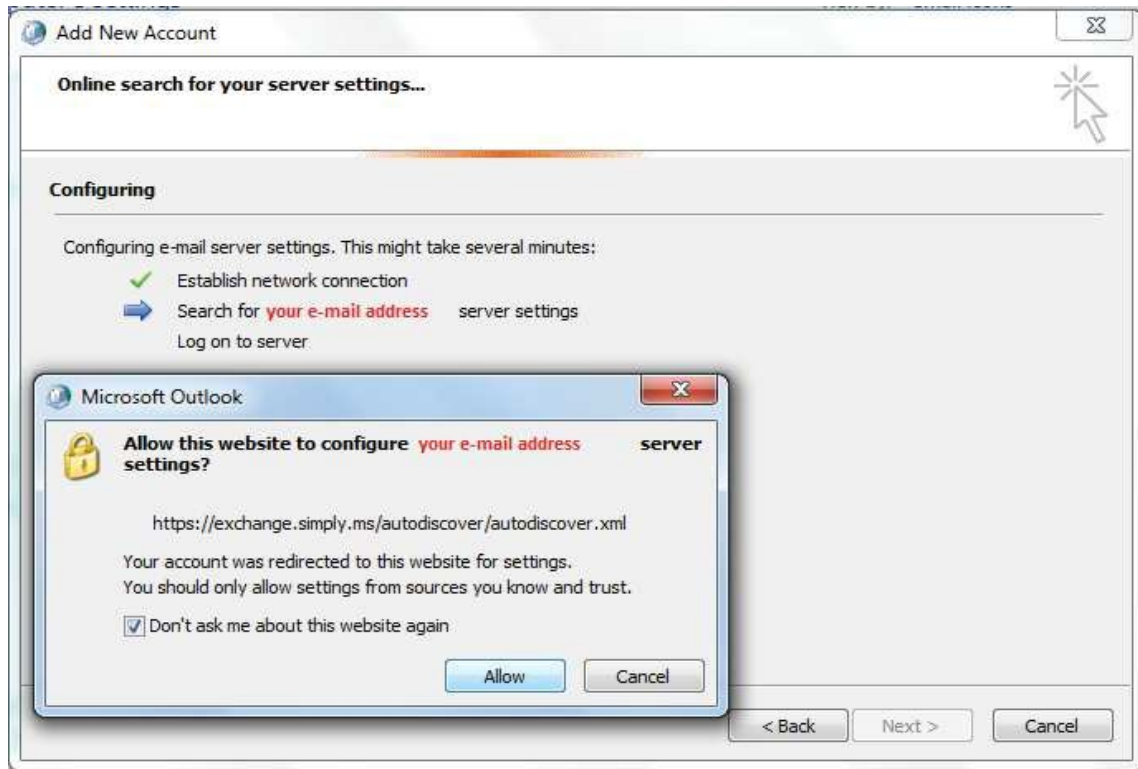 Add New Account
Online search for your server settings...
Configuring
Configuring e-mail server settings. This might take several minutes:
Establish network connection
Search for your e-mail address server settings
Log on to server
Microsoft Outlook
Allow this website to configure your e-mail address server
settings?
https://exchange.simply.ms/autodiscover/autodiscover.xml
Your account was redirected to this website for settings.
You should only allow settings from sources you know and trust.
Don't ask me about this website again
Allow Cancel
< Back Next > Cancel